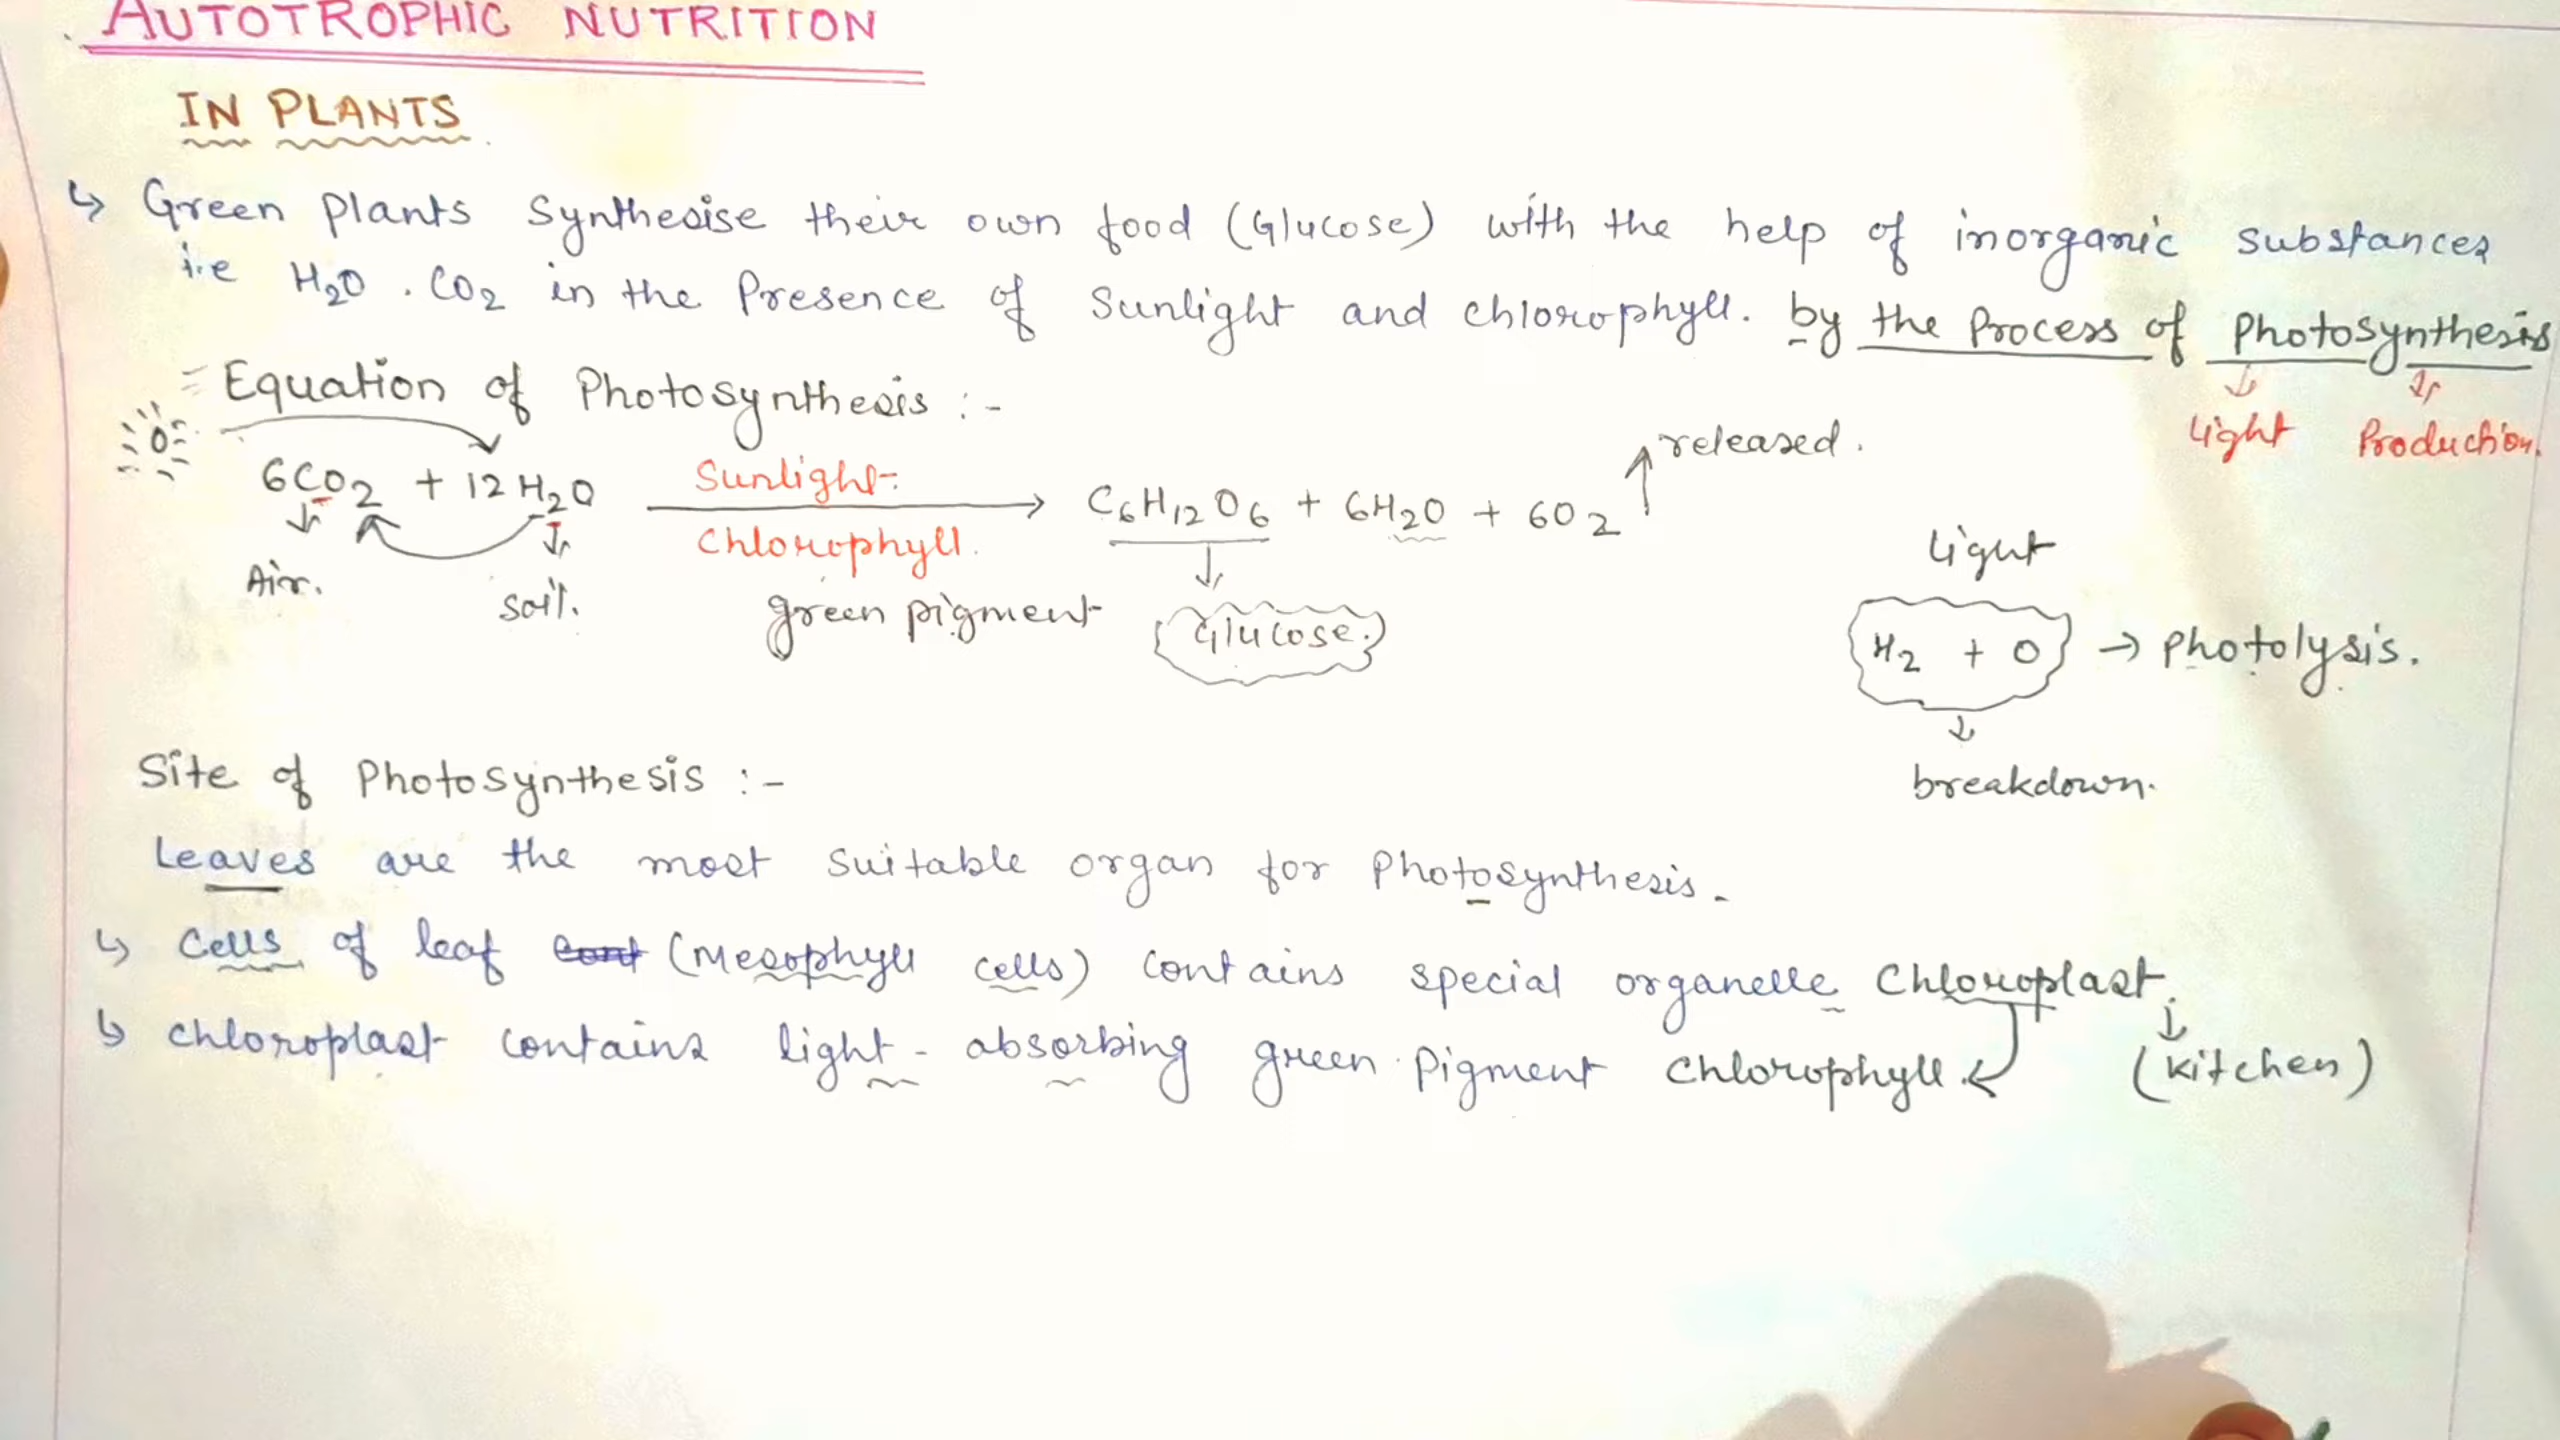 AUTOTROPHIC NUTRITION
IN PLANTS
↳ Green plants synthesise their own food (Glucose) with the help of inorganic substances
i.e H₂O . CO₂ in the Presence of Sunlight and chlorophyll. by the Process of Photosynthesis
Light Production.
Equation of Photosynthesis :-
released.
6CO₂ + 12H₂O Sunlight → C₆H₁₂O₆ + 6H₂O + 6O₂ ↑
Chlorophyll.
Air. soil. green pigment Glucose.
Light
H₂ + O → Photolysis.
breakdown.
Site of Photosynthesis :-
Leaves are the most suitable organ for Photosynthesis.
↳ Cells of leaf (Mesophyll cells) contains special organelle Chloroplast.
↳ chloroplast contains light - absorbing green Pigment chlorophyll. (kitchen)